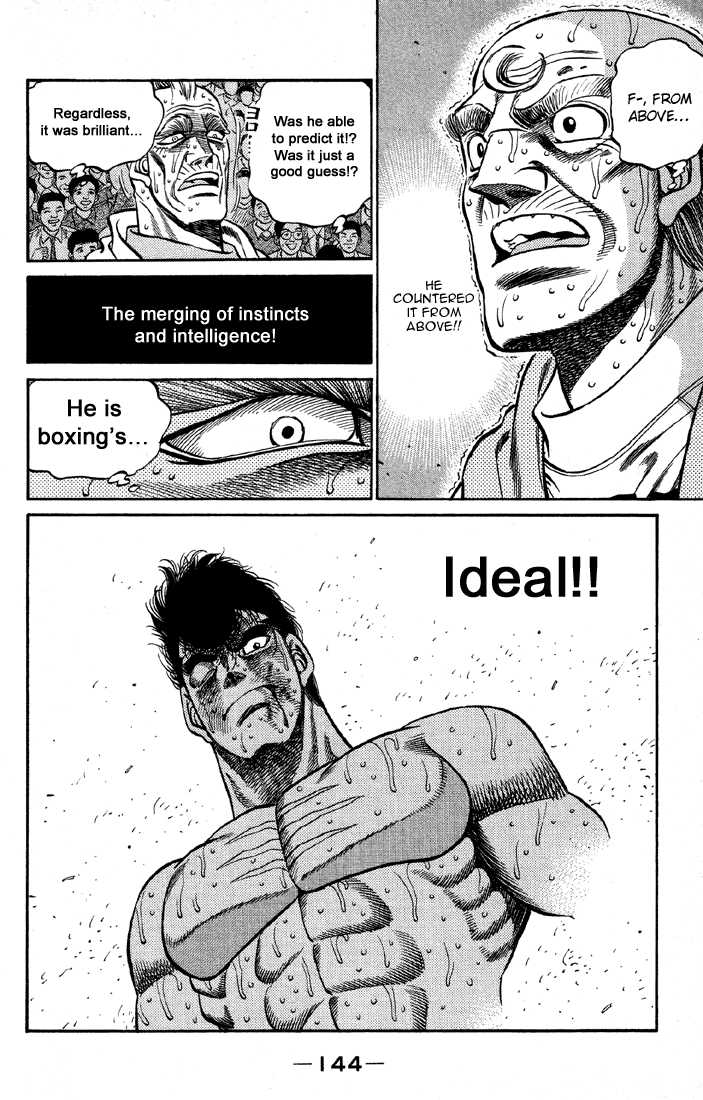 F-, FROM
ABOVE...
HE
COUNTERED
IT FROM
ABOVE!!
Was he able
to predict it!?
Was it just a
good guess!?
Regardless,
it was brilliant...
The merging of instincts
and intelligence!
He is
boxing's...
Ideal!!
—144—